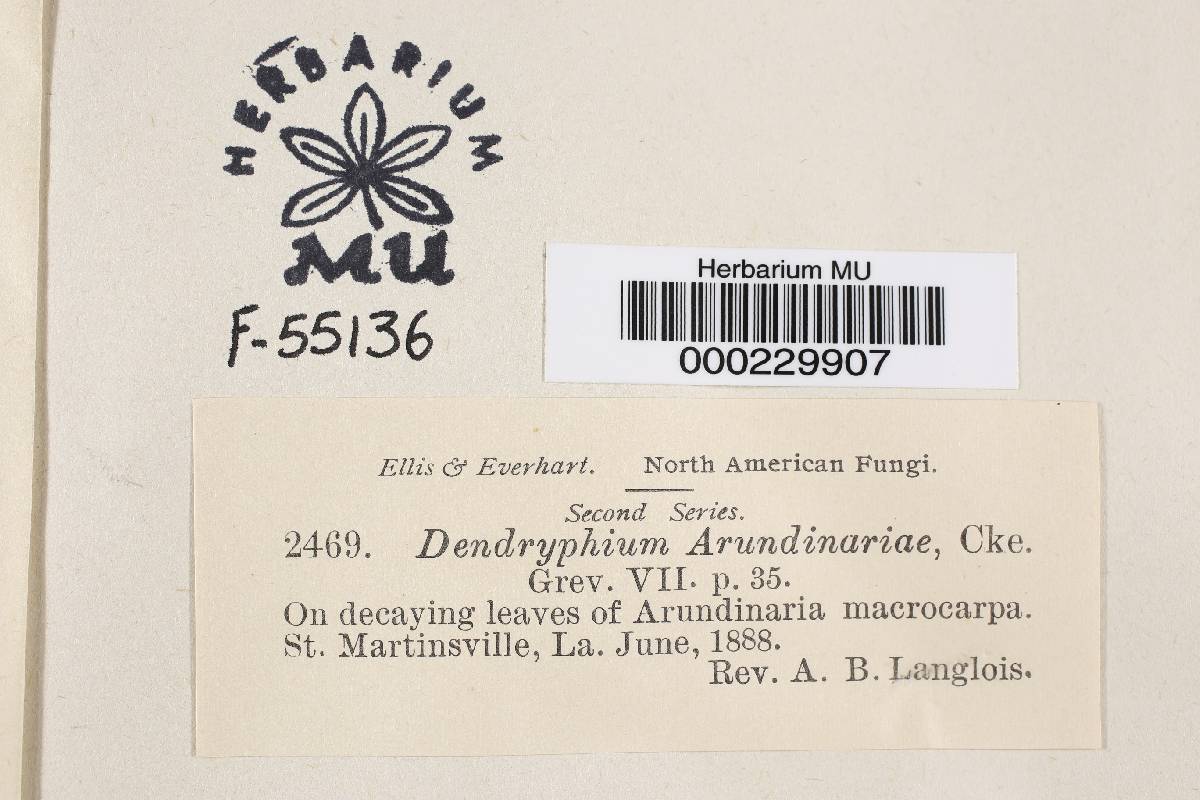 HERBARIUM
MU
F-55136
Herbarium MU
000229907
Ellis & Everhart. North American Fungi.
Second Series.
2469. Dendryphium Arundinariae, Cke.
Grev. VII. p. 35.
On decaying leaves of Arundinaria macrocarpa.
St. Martinsville, La. June, 1888.
Rev. A. B. Langlois.